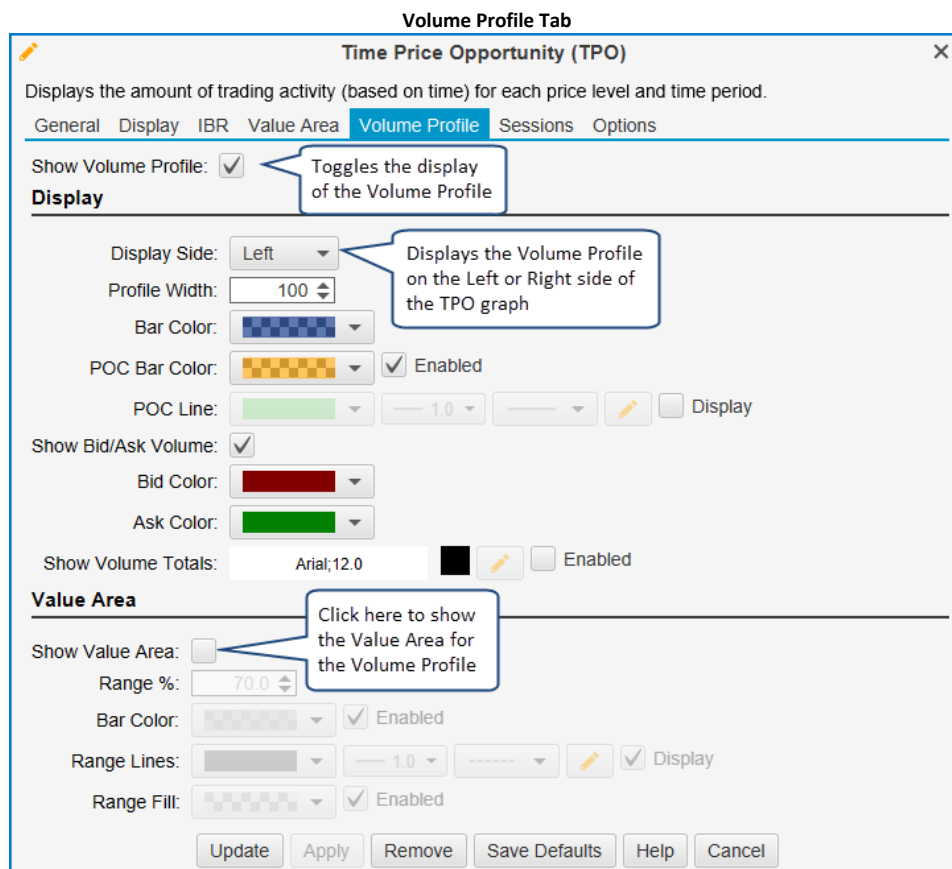 Volume Profile Tab
Time Price Opportunity (TPO)
Displays the amount of trading activity (based on time) for each price level and time period.
General Display IBR Value Area Volume Profile Sessions Options
Show Volume Profile:
Toggles the display
of the Volume Profile
Display
Display Side: Left
Displays the Volume Profile
on the Left or Right side of
the TPO graph
Profile Width: 100
Bar Color:
POC Bar Color: Enabled
POC Line: 1.0 Display
Show Bid/Ask Volume:
Bid Color:
Ask Color:
Show Volume Totals: Arial;12.0 Enabled
Value Area
Click here to show
the Value Area for
the Volume Profile
Show Value Area:
Range %: 70.0
Bar Color: Enabled
Range Lines: 1.0 Display
Range Fill: Enabled
Update Apply Remove Save Defaults Help Cancel